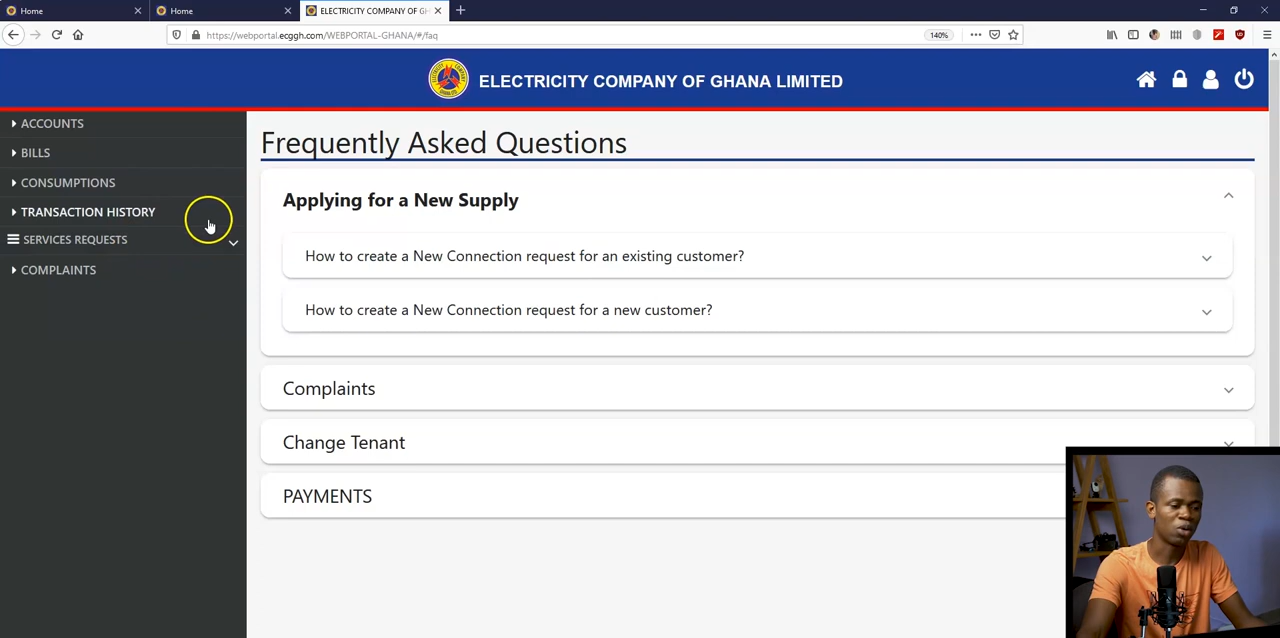 Home
Home
ELECTRICITY COMPANY OF GH
https://webportal.ecggh.com/WEBPORTAL-GHANA/#/faq
140%
ELECTRICITY COMPANY OF GHANA LIMITED
ACCOUNTS
BILLS
CONSUMPTIONS
TRANSACTION HISTORY
SERVICES REQUESTS
COMPLAINTS
Frequently Asked Questions
Applying for a New Supply
How to create a New Connection request for an existing customer?
How to create a New Connection request for a new customer?
Complaints
Change Tenant
PAYMENTS